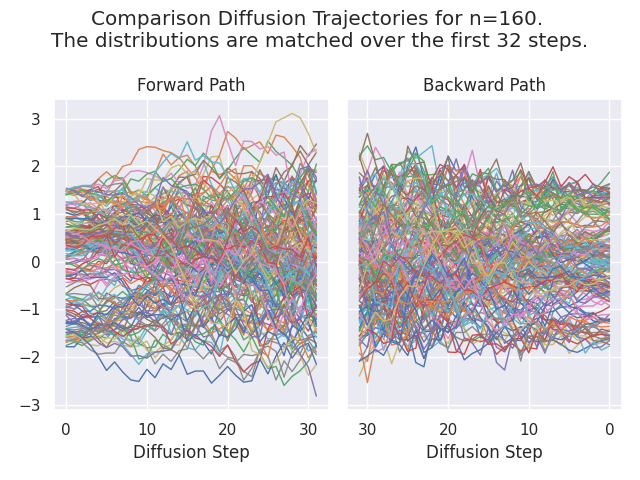 Comparison Diffusion Trajectories for n=160.
The distributions are matched over the first 32 steps.
Forward Path
Backward Path
3
2
1
0
−1
−2
−3
0 10 20 30
30 20 10 0
Diffusion Step
Diffusion Step